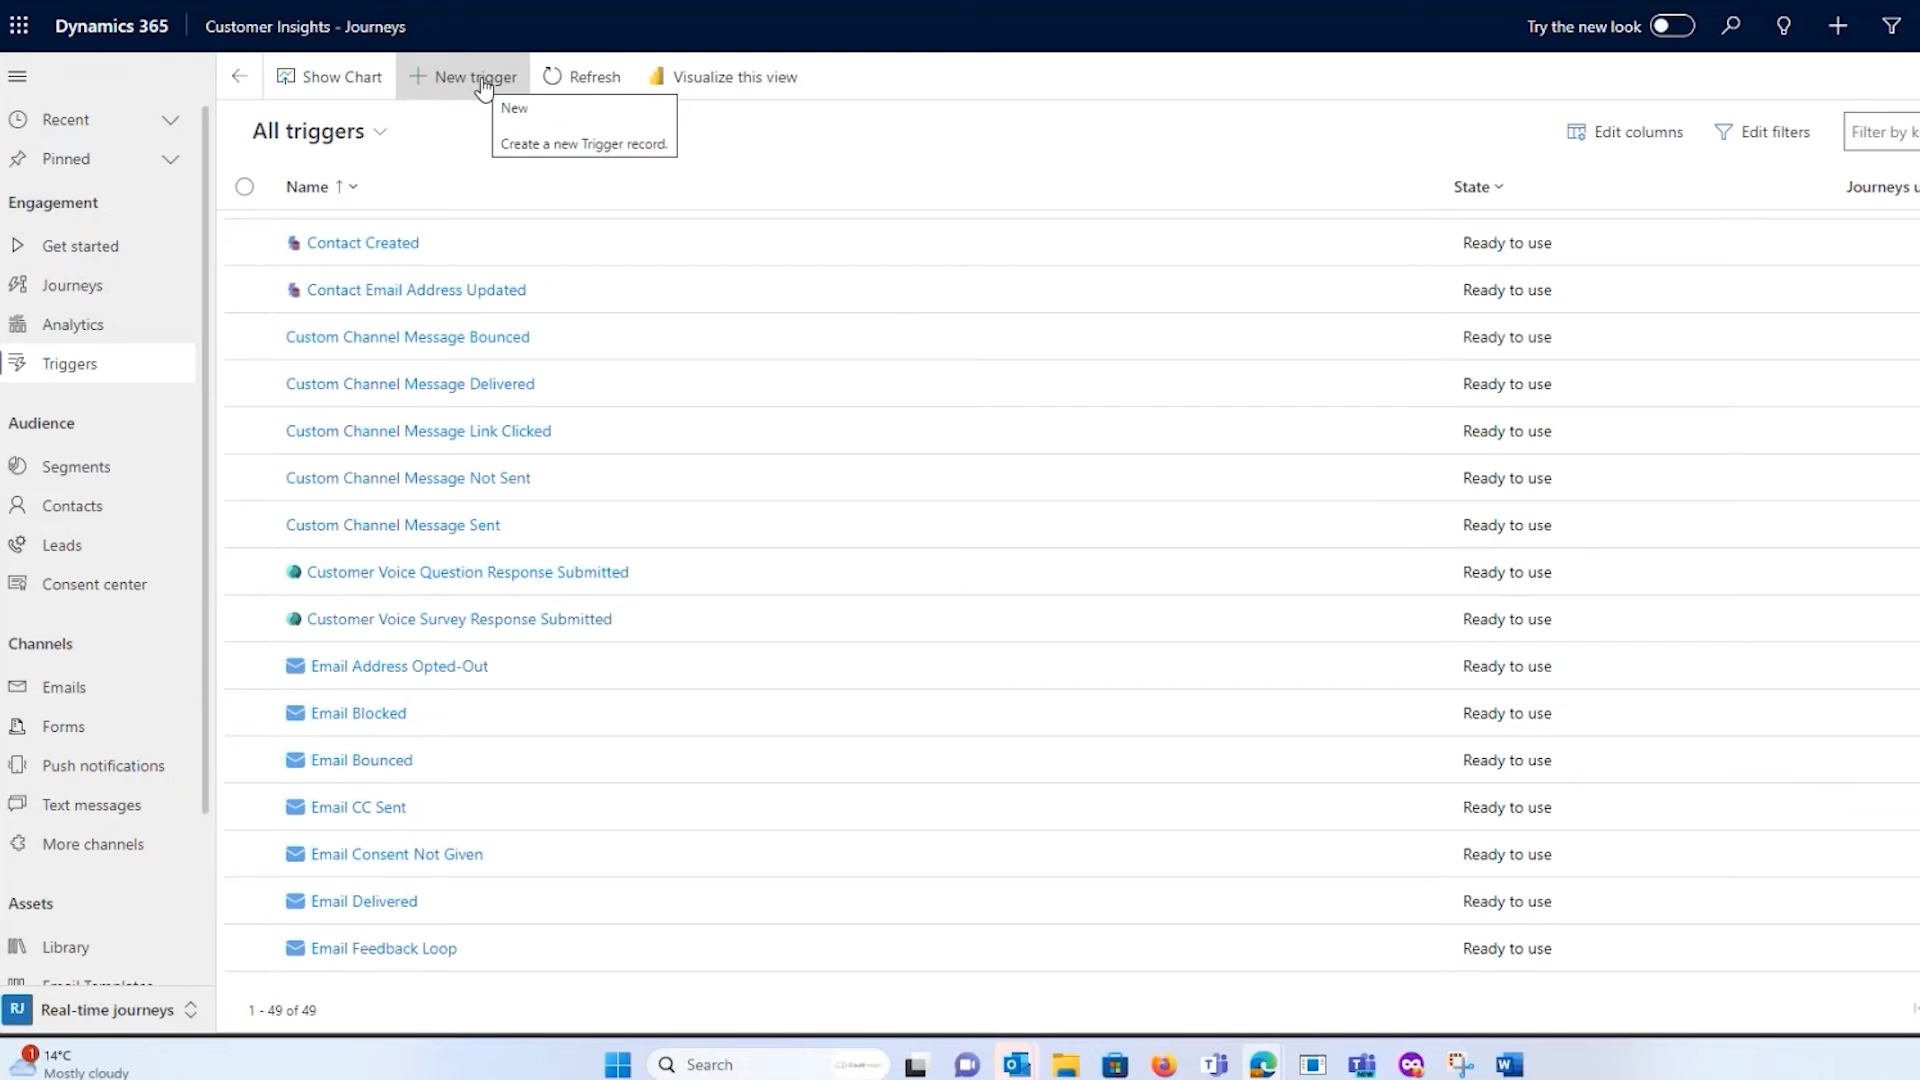 Dynamics 365
Customer Insights - Journeys
Try the new look
Show Chart
New trigger
Refresh
Visualize this view
New
Create a new Trigger record.
All triggers
Edit columns
Edit filters
Filter by k
Name
State
Journeys u
Recent
Pinned
Engagement
Get started
Journeys
Analytics
Triggers
Audience
Segments
Contacts
Leads
Consent center
Channels
Emails
Forms
Push notifications
Text messages
More channels
Assets
Library
Email Templates
RJ Real-time journeys
Contact Created Ready to use
Contact Email Address Updated Ready to use
Custom Channel Message Bounced Ready to use
Custom Channel Message Delivered Ready to use
Custom Channel Message Link Clicked Ready to use
Custom Channel Message Not Sent Ready to use
Custom Channel Message Sent Ready to use
Customer Voice Question Response Submitted Ready to use
Customer Voice Survey Response Submitted Ready to use
Email Address Opted-Out Ready to use
Email Blocked Ready to use
Email Bounced Ready to use
Email CC Sent Ready to use
Email Consent Not Given Ready to use
Email Delivered Ready to use
Email Feedback Loop Ready to use
1 - 49 of 49
1
14°C
Mostly cloudy
Search